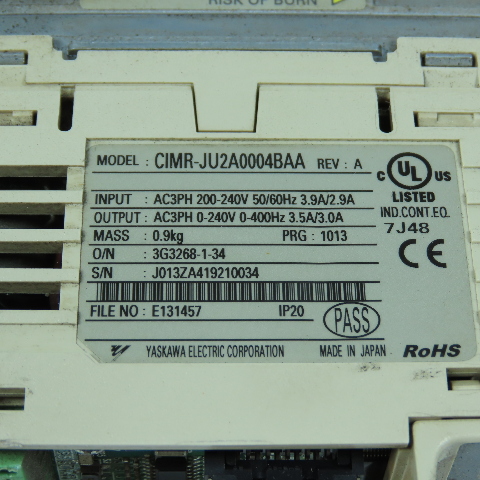 RISK OF BURN
MODEL : CIMR-JU2A0004BAA REV : A
INPUT : AC3PH 200-240V 50/60Hz 3.9A/2.9A
OUTPUT : AC3PH 0-240V 0-400Hz 3.5A/3.0A
MASS : 0.9kg PRG : 1013
O/N : 3G3268-1-34
S/N : J013ZA419210034
FILE NO : E131457 IP20
PASS
YASKAWA ELECTRIC CORPORATION MADE IN JAPAN RoHS
C UL US
LISTED
IND.CONT.EQ.
7J48
CE